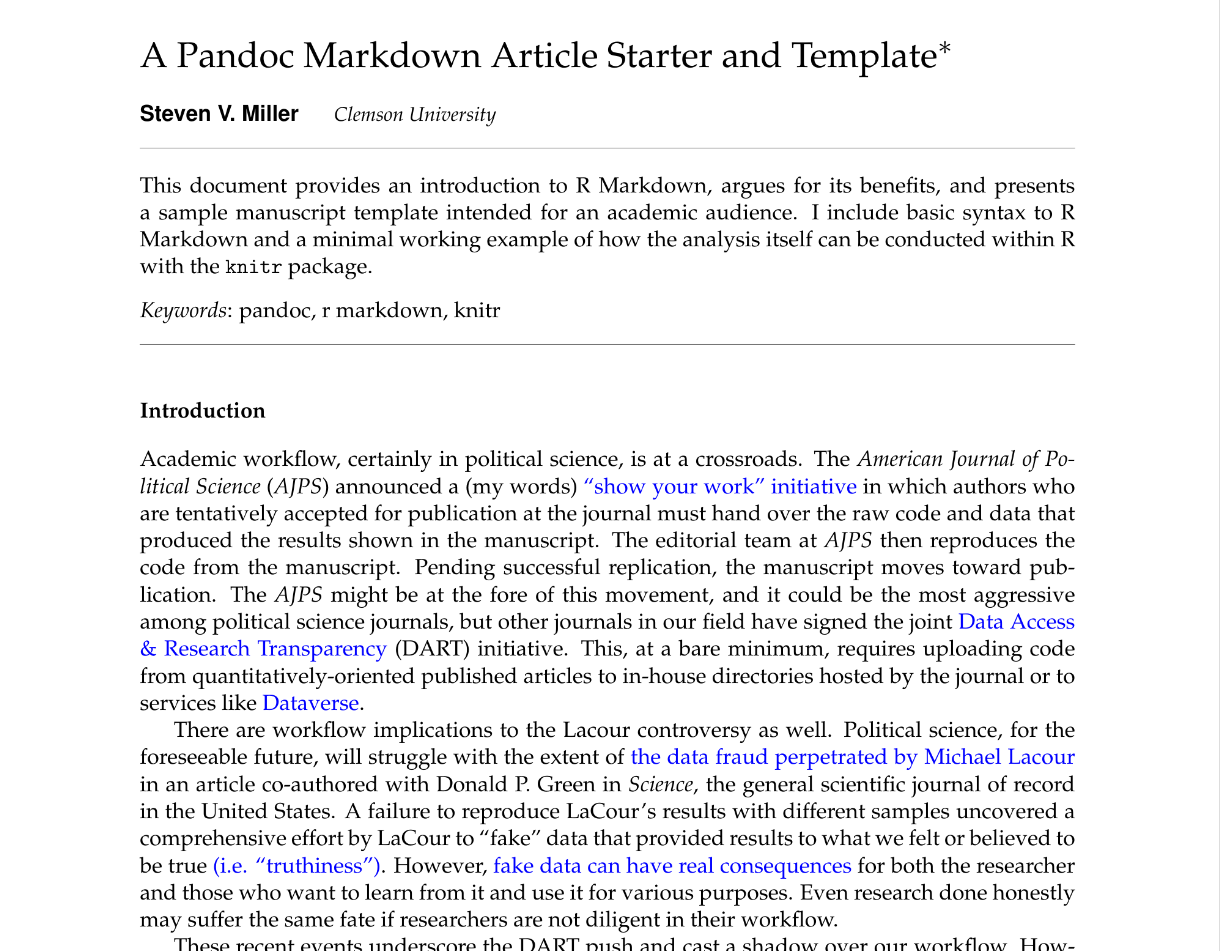 A Pandoc Markdown Article Starter and Template*
Steven V. Miller Clemson University
This document provides an introduction to R Markdown, argues for its benefits, and presents
a sample manuscript template intended for an academic audience. I include basic syntax to R
Markdown and a minimal working example of how the analysis itself can be conducted within R
with the knitr package.
Keywords: pandoc, r markdown, knitr
Introduction
Academic workflow, certainly in political science, is at a crossroads. The American Journal of Po-
litical Science (AJPS) announced a (my words) “show your work” initiative in which authors who
are tentatively accepted for publication at the journal must hand over the raw code and data that
produced the results shown in the manuscript. The editorial team at AJPS then reproduces the
code from the manuscript. Pending successful replication, the manuscript moves toward pub-
lication. The AJPS might be at the fore of this movement, and it could be the most aggressive
among political science journals, but other journals in our field have signed the joint Data Access
& Research Transparency (DART) initiative. This, at a bare minimum, requires uploading code
from quantitatively-oriented published articles to in-house directories hosted by the journal or to
services like Dataverse.
There are workflow implications to the Lacour controversy as well. Political science, for the
foreseeable future, will struggle with the extent of the data fraud perpetrated by Michael Lacour
in an article co-authored with Donald P. Green in Science, the general scientific journal of record
in the United States. A failure to reproduce LaCour’s results with different samples uncovered a
comprehensive effort by LaCour to “fake” data that provided results to what we felt or believed to
be true (i.e. “truthiness”). However, fake data can have real consequences for both the researcher
and those who want to learn from it and use it for various purposes. Even research done honestly
may suffer the same fate if researchers are not diligent in their workflow.
These recent events underscore the DART push and cast a shadow over our workflow. How-